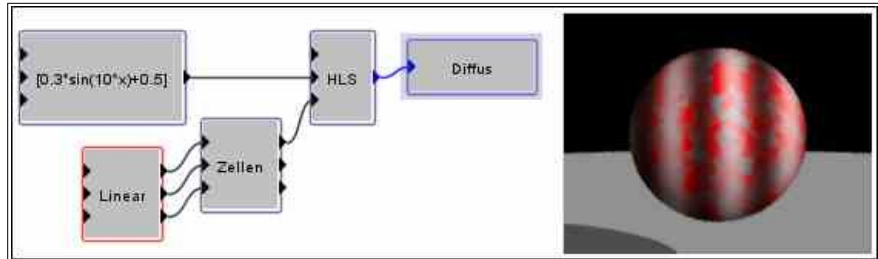 [0.3*sin(10*x)+0.5]
HLS
Diffus
Zellen
Linear